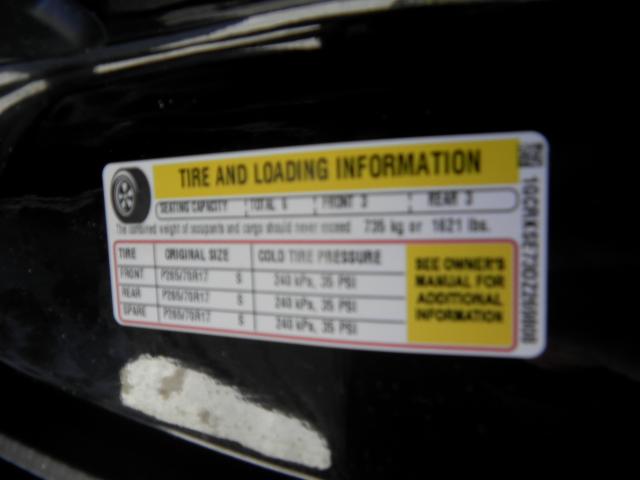 TIRE AND LOADING INFORMATION
SEATING CAPACITY TOTAL 6 FRONT 3 REAR 3
The combined weight of occupants and cargo should never exceed 735 kg or 1621 lbs.
TIRE ORIGINAL SIZE COLD TIRE PRESSURE
FRONT P265/70R17 S 240 kPa, 35 PSI
REAR P265/70R17 S 240 kPa, 35 PSI
SPARE P265/70R17 S 240 kPa, 35 PSI
SEE OWNER'S
MANUAL FOR
ADDITIONAL
INFORMATION